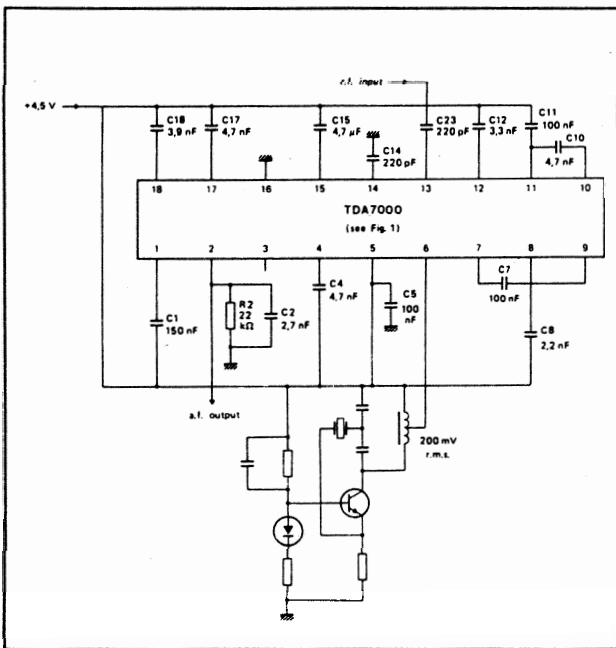 r.f. input
+4,5 V
C18
3,9 nF
C17
4,7 nF
C15
4,7 µF
C14
220 pF
C23
220 pF
C12
3,3 nF
C11
100 nF
C10
4,7 nF
18 17 16 15 14 13 12 11 10
TDA7000
(see Fig. 1)
1 2 3 4 5 6 7 8 9
C1
150 nF
R2
22
kΩ
C2
2,7 nF
C4
4,7 nF
C5
100
nF
C7
100 nF
C8
2,2 nF
a.f. output
200 mV
r.m.s.